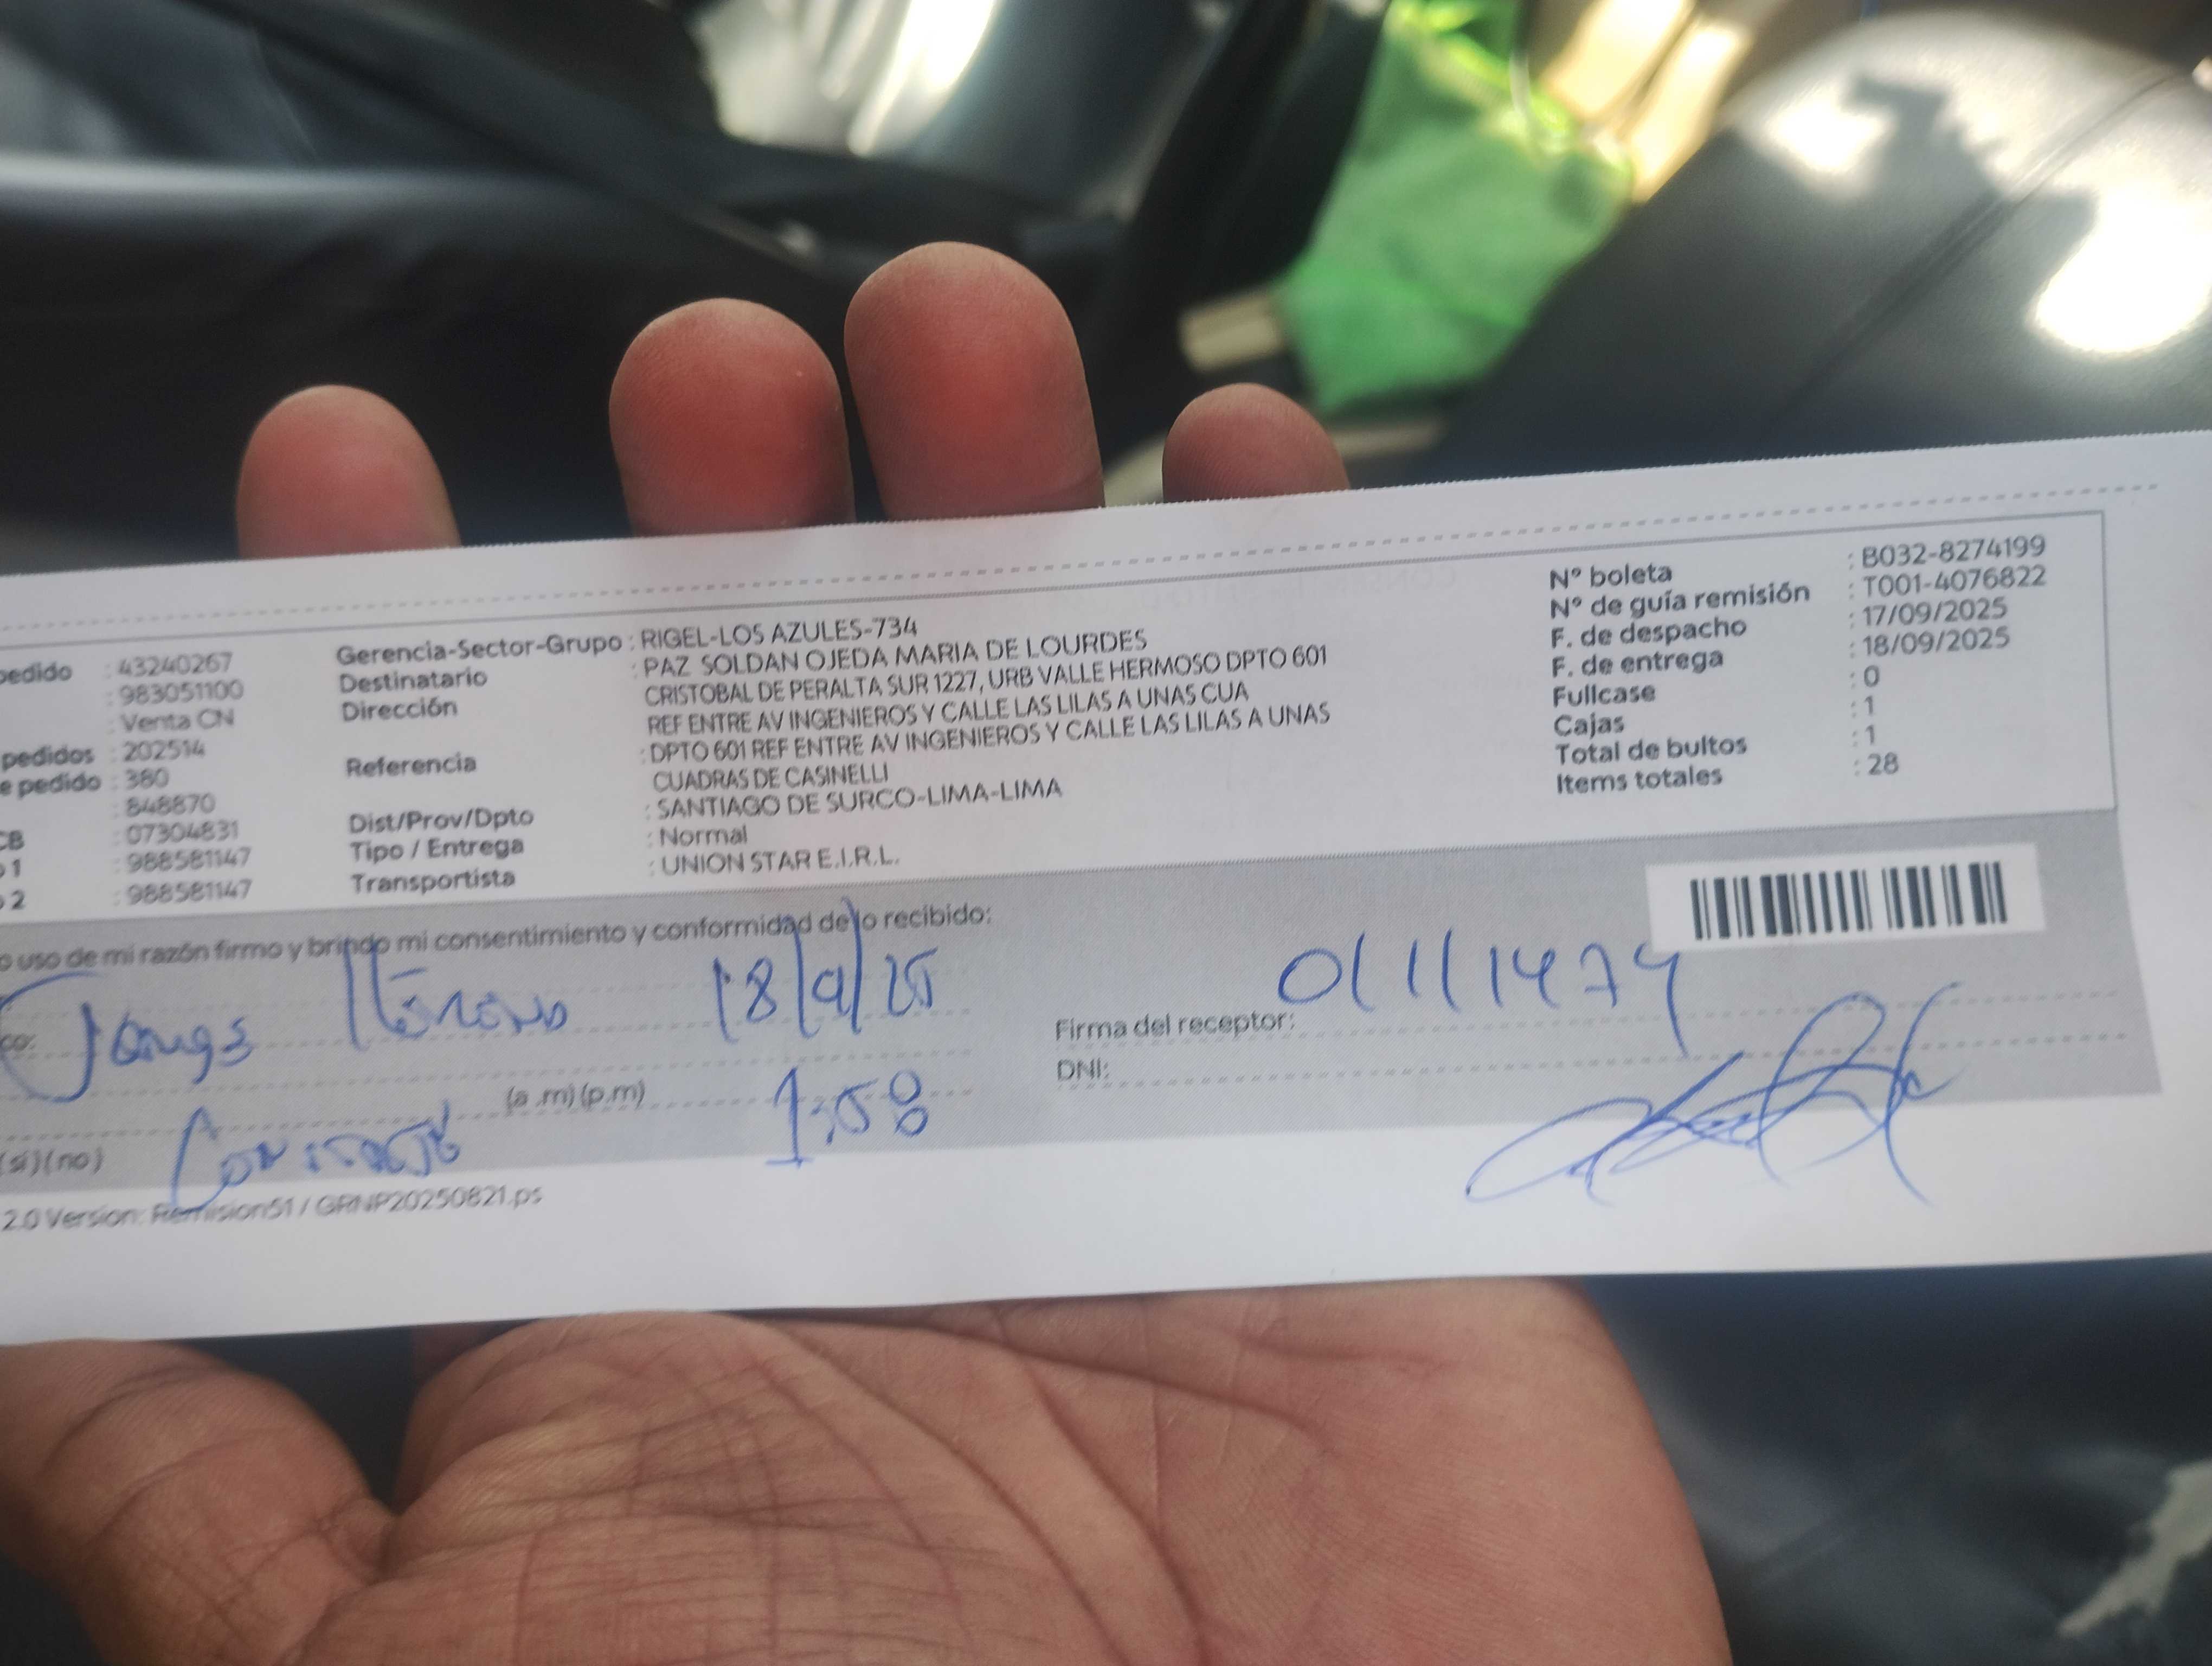 pedido : 43240267
: 983051100
: Venta CN
pedidos : 202514
e pedido : 380
: 848870
CB : 07304831
o 1 : 988581147
o 2 : 988581147
Gerencia-Sector-Grupo : RIGEL-LOS AZULES-734
Destinatario : PAZ SOLDAN OJEDA MARIA DE LOURDES
Dirección CRISTOBAL DE PERALTA SUR 1227, URB VALLE HERMOSO DPTO 601
REF ENTRE AV INGENIEROS Y CALLE LAS LILAS A UNAS CUA
Referencia : DPTO 601 REF ENTRE AV INGENIEROS Y CALLE LAS LILAS A UNAS
CUADRAS DE CASINELLI
Dist/Prov/Dpto : SANTIAGO DE SURCO-LIMA-LIMA
Tipo / Entrega : Normal
Transportista : UNION STAR E.I.R.L.
Nº boleta : B032-8274199
Nº de guía remisión : T001-4076822
F. de despacho : 17/09/2025
F. de entrega : 18/09/2025
Fullcase : 0
Cajas : 1
Total de bultos : 1
Items totales : 28
o uso de mi razón firmo y brindo mi consentimiento y conformidad de lo recibido:
co: 18/9/25
Firma del receptor:
(a .m) (p.m) 1:58
DNI:
(si) (no)
2.0 Version: Remision51 / GRNP20250821.ps